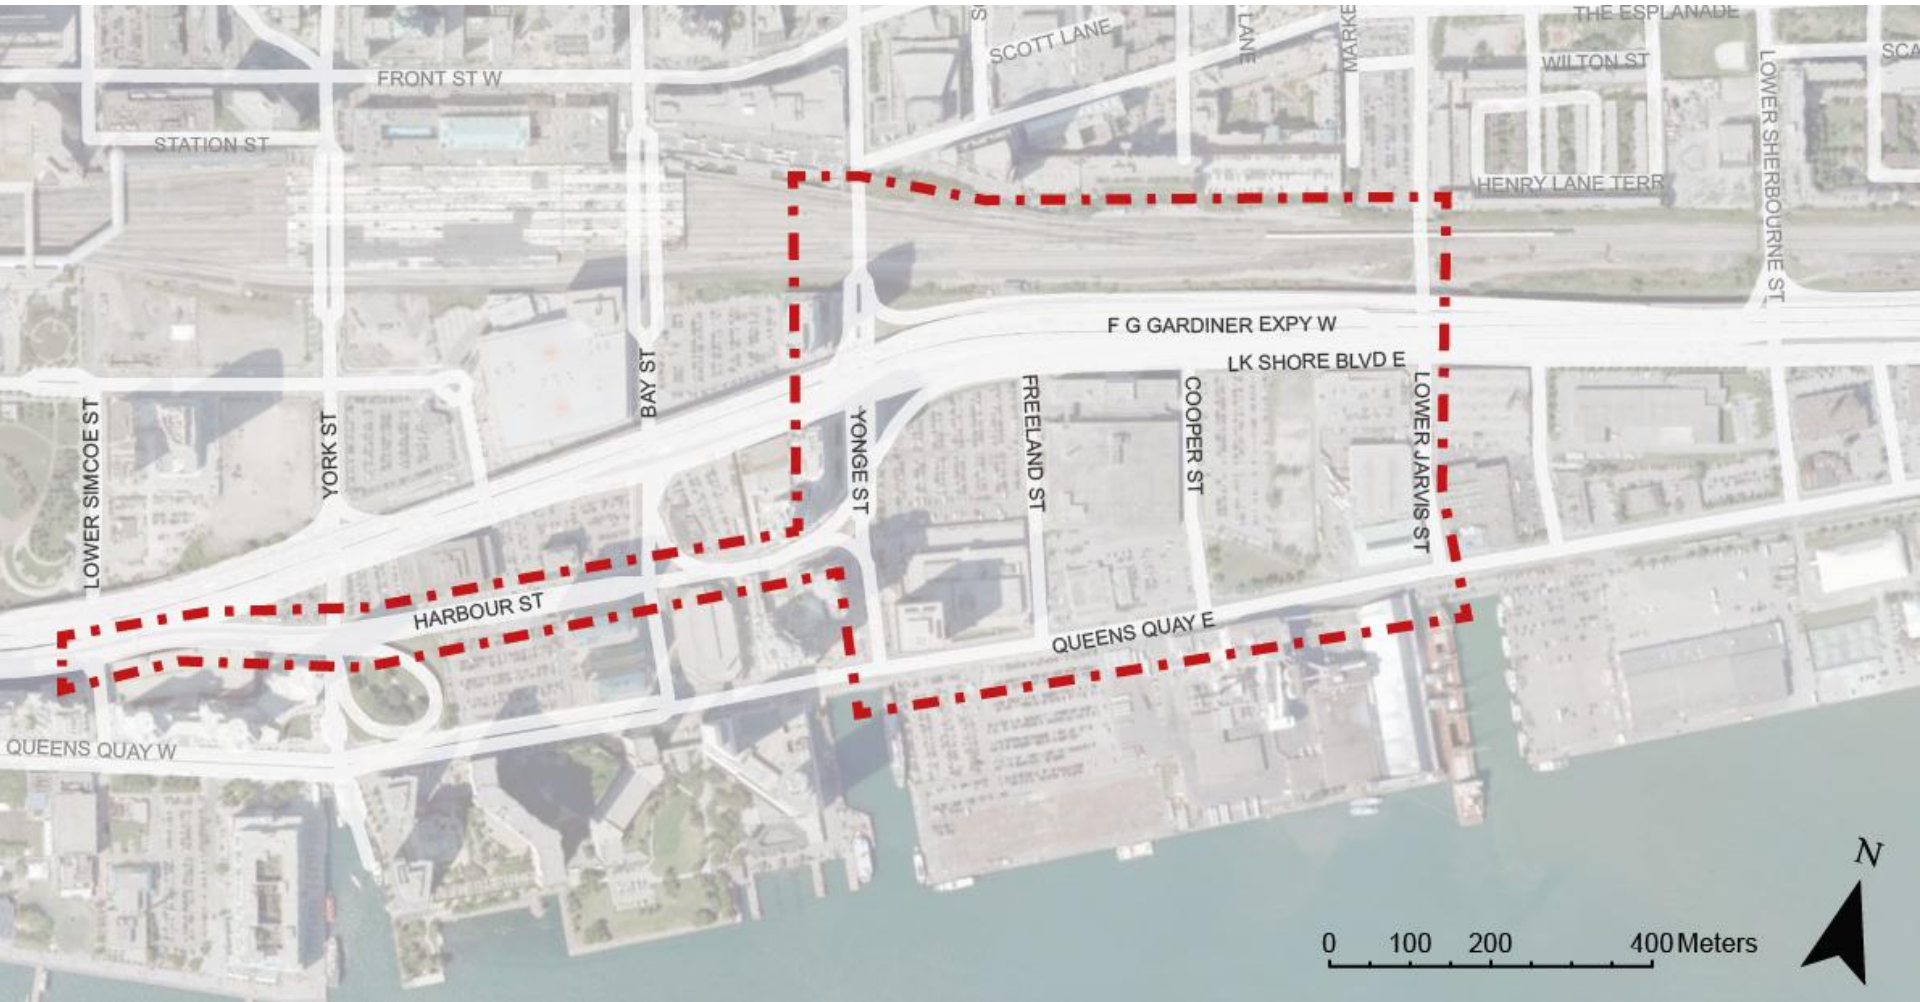 THE ESPLANADE
SCOTT LANE
LANE
WILTON ST
FRONT ST W
STATION ST
HENRY LANE TERR
LOWER SHERBOURNE ST
F G GARDINER EXPY W
LK SHORE BLVD E
BAY ST
LOWER SIMCOE ST
YORK ST
YONGE ST
FREELAND ST
COOPER ST
LOWER JARVIS ST
HARBOUR ST
QUEENS QUAY E
QUEENS QUAY W
N
0 100 200 400 Meters